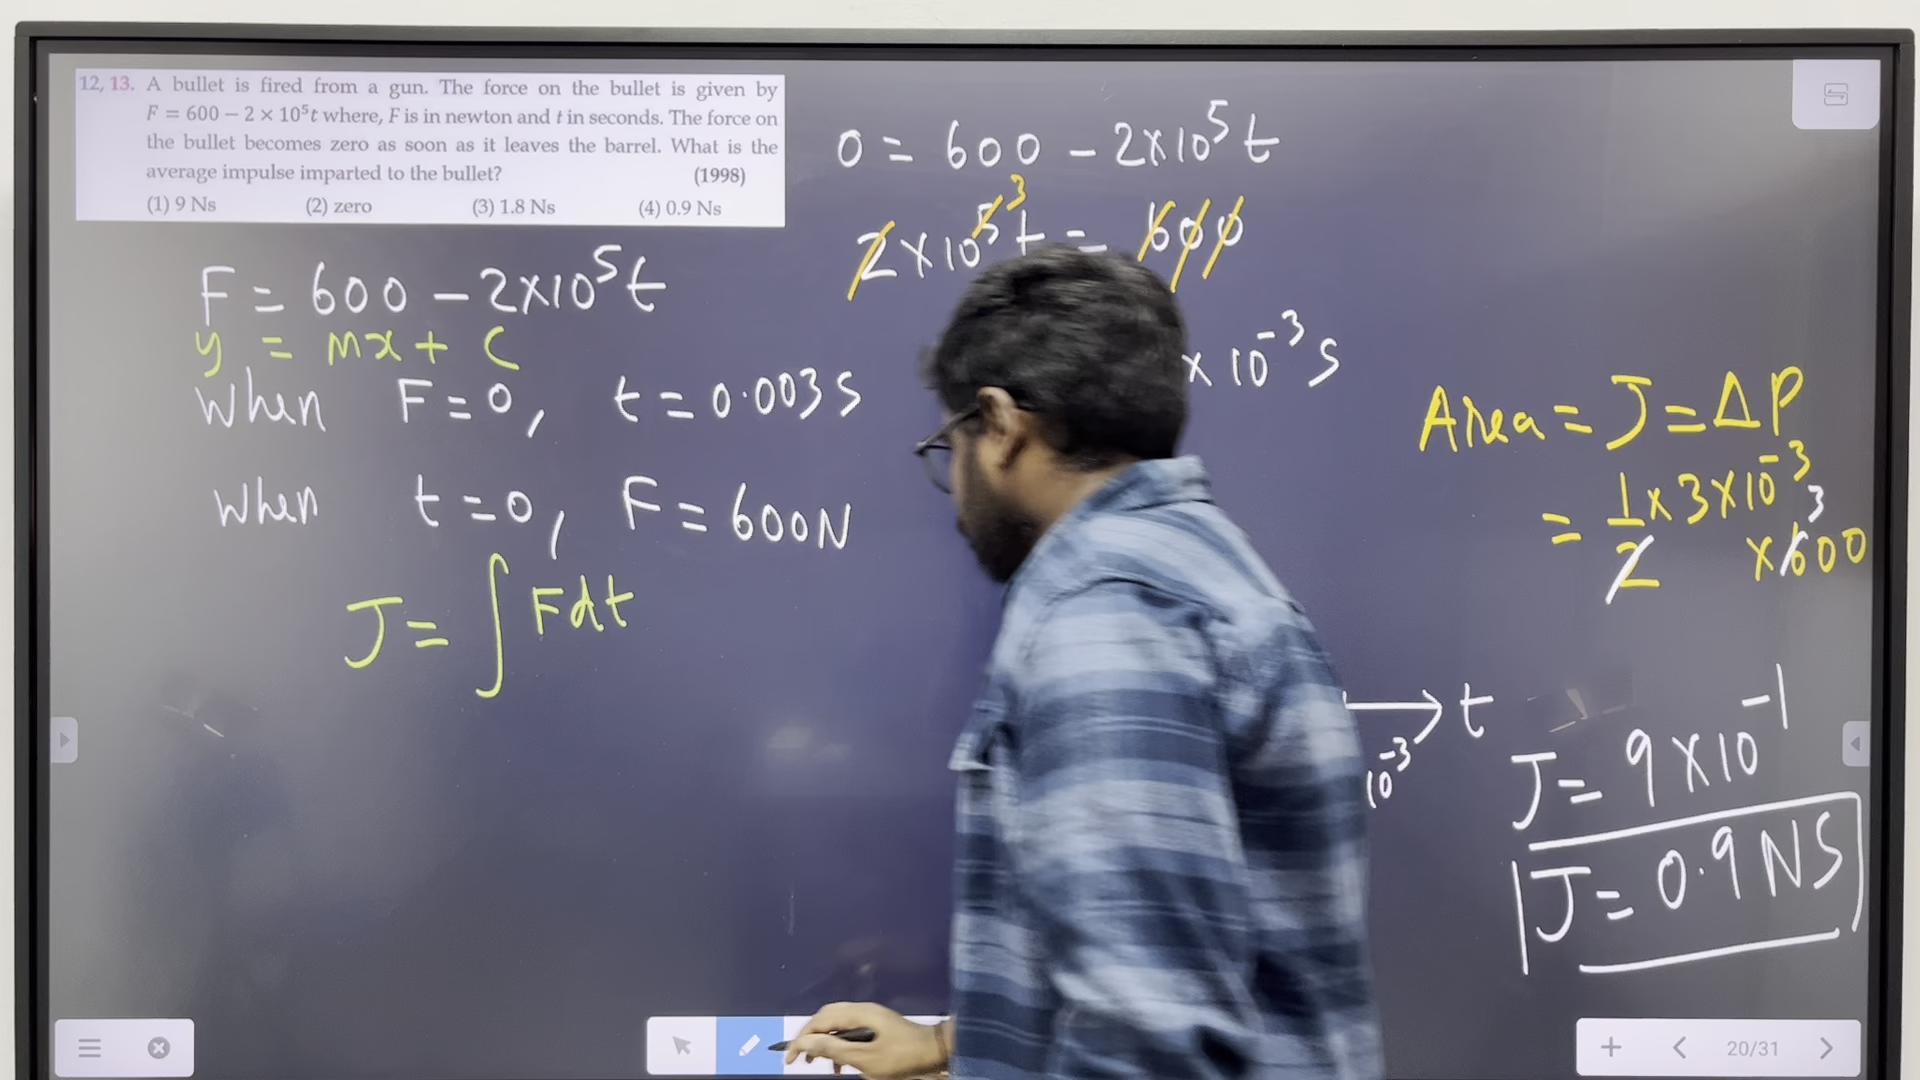 12, 13. A bullet is fired from a gun. The force on the bullet is given by
F = 600 – 2 × 10⁵t where, F is in newton and t in seconds. The force on
the bullet becomes zero as soon as it leaves the barrel. What is the
average impulse imparted to the bullet? (1998)
(1) 9 Ns (2) zero (3) 1.8 Ns (4) 0.9 Ns
F = 600 – 2×10⁵t
y = mx + c
When F=0, t = 0.003 s
When t=0, F = 600N
J = ∫Fdt
0 = 600 – 2×10⁵t
2×10⁵t = 600
3
× 10⁻³ s
Area = J = ΔP
= 1/2 × 3×10⁻³
3
×600
t
10⁻³
J = 9×10⁻¹
J = 0.9 NS
20/31